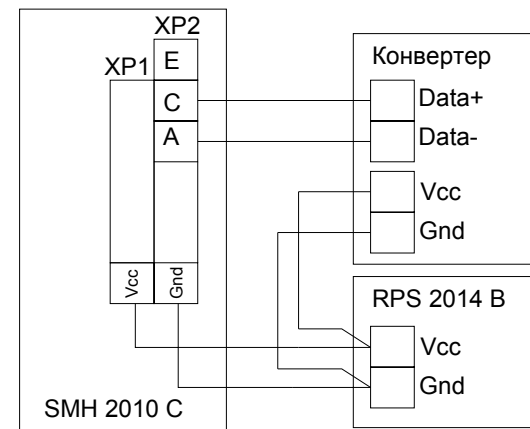 XP2
XP1
E
C
A
Vcc
Gnd
SMH 2010 C
Конвертер
Data+
Data-
Vcc
Gnd
RPS 2014 B
Vcc
Gnd